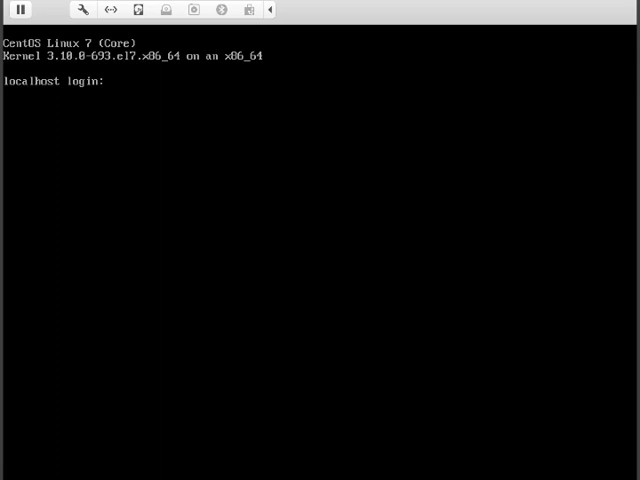 CentOS Linux 7 (Core)
Kernel 3.10.0-693.el7.x86_64 on an x86_64
localhost login: